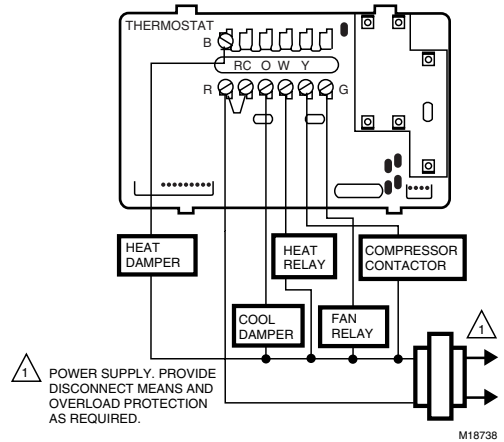 THERMOSTAT
B
RC O W Y
R
G
HEAT
DAMPER
HEAT
RELAY
COMPRESSOR
CONTACTOR
COOL
DAMPER
FAN
RELAY
1
1
POWER SUPPLY. PROVIDE
DISCONNECT MEANS AND
OVERLOAD PROTECTION
AS REQUIRED.
M18738